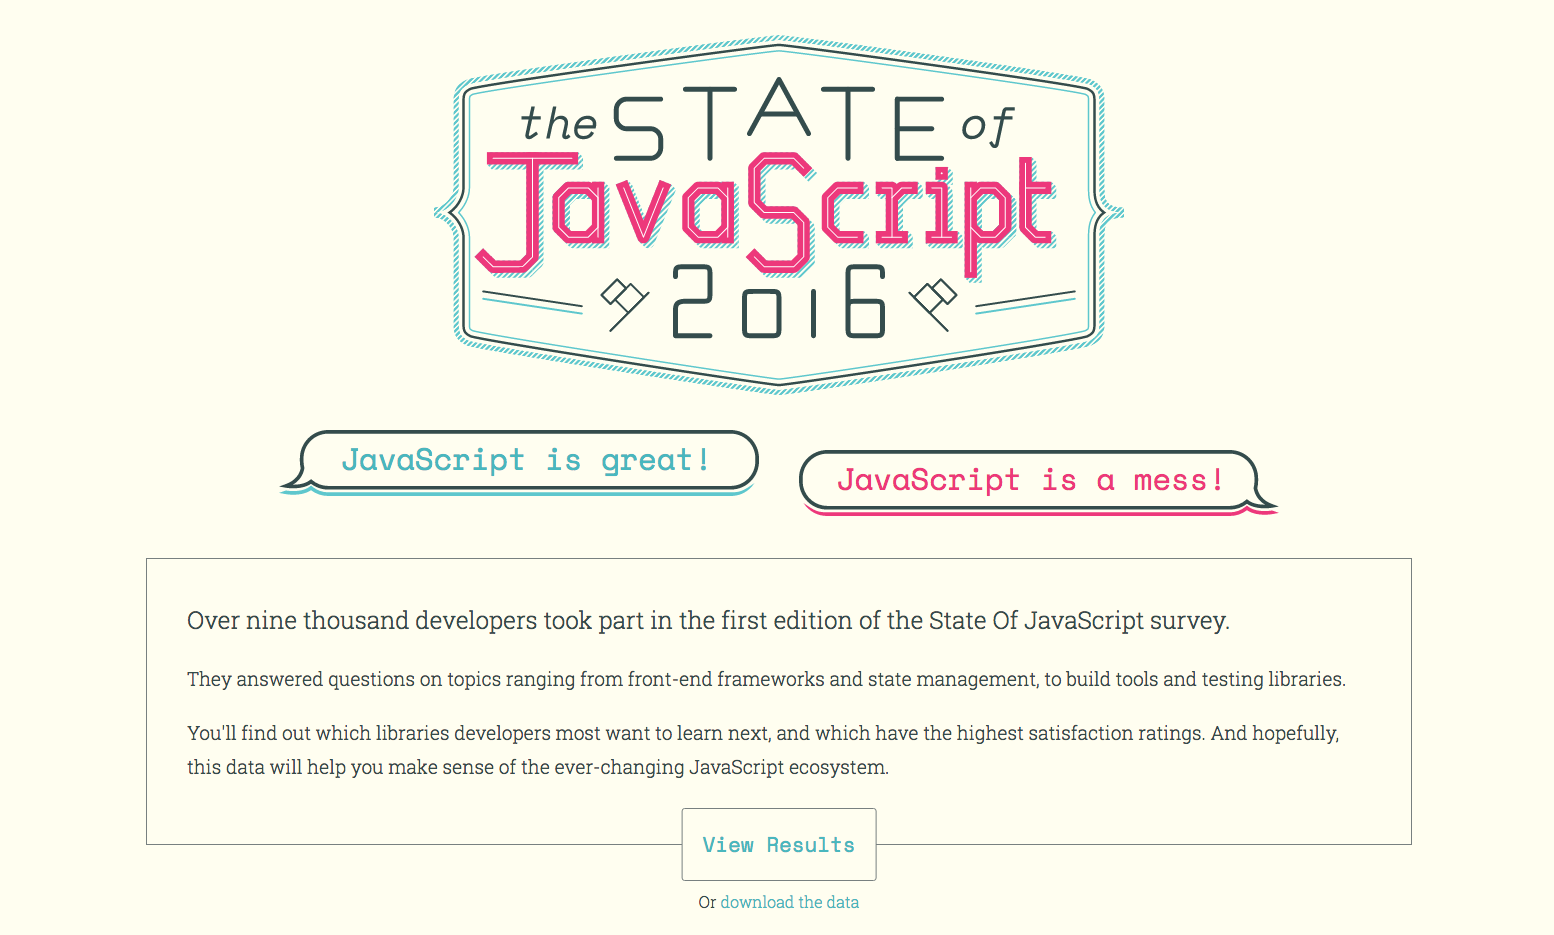 the STATE of
JavaScript
2016
JavaScript is great!
JavaScript is a mess!
Over nine thousand developers took part in the first edition of the State Of JavaScript survey.
They answered questions on topics ranging from front-end frameworks and state management, to build tools and testing libraries.
You'll find out which libraries developers most want to learn next, and which have the highest satisfaction ratings. And hopefully,
this data will help you make sense of the ever-changing JavaScript ecosystem.
View Results
Or download the data